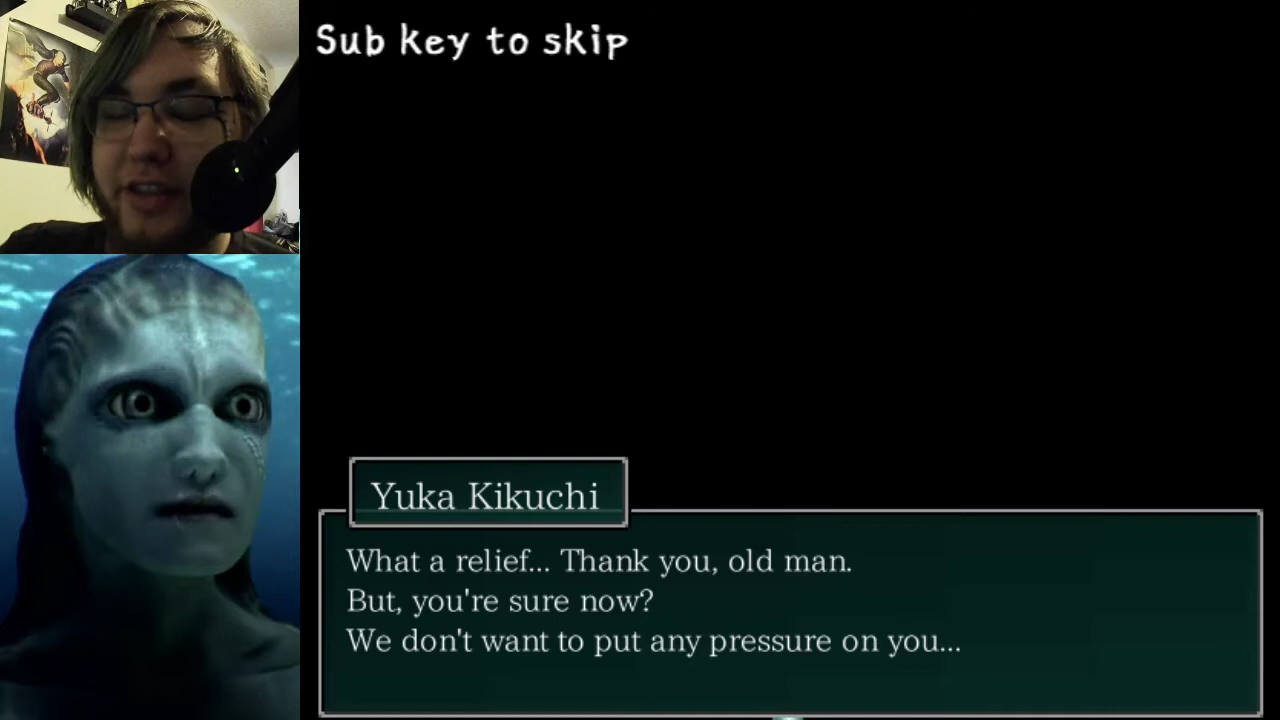 Sub key to skip
Yuka Kikuchi
What a relief... Thank you, old man.
But, you're sure now?
We don't want to put any pressure on you...